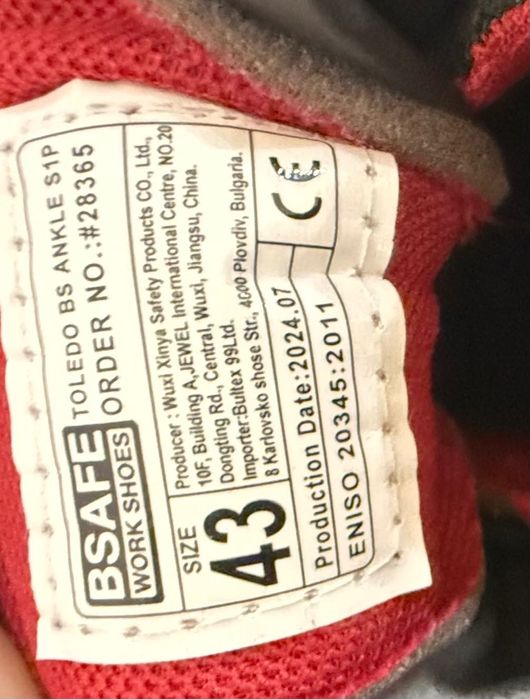 BSAFE
WORK SHOES
TOLEDO BS ANKLE S1P
ORDER NO.:#28365
SIZE
43
Producer : Wuxi Xinya Safety Products CO., Ltd.,
10F, Building A,JEWEL International Centre, NO.20
Dongting Rd., Central, Wuxi, Jiangsu, China.
Importer:Bultex 99Ltd.
8 Karlovsko shose Str., 4000 Plovdiv, Bulgaria.
CE
Production Date:2024.07
ENISO 20345:2011